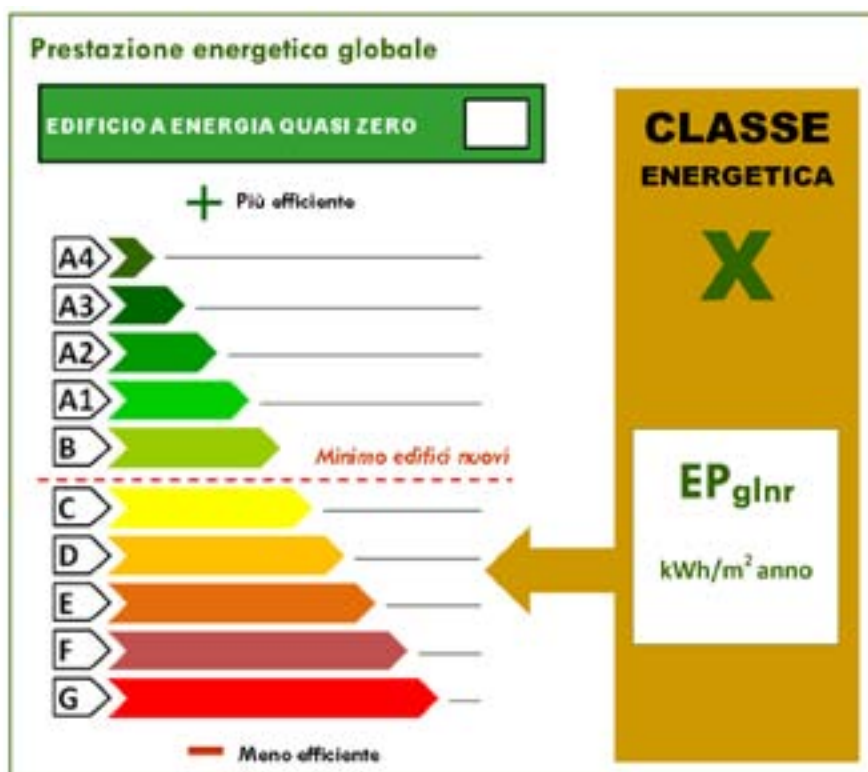 Prestazione energetica globale
EDIFICIO A ENERGIA QUASI ZERO
+ Più efficiente
A4
A3
A2
A1
B
Minimo edifici nuovi
C
D
E
F
G
Meno efficiente
CLASSE
ENERGETICA
X
EPglnr
kWh/m² anno